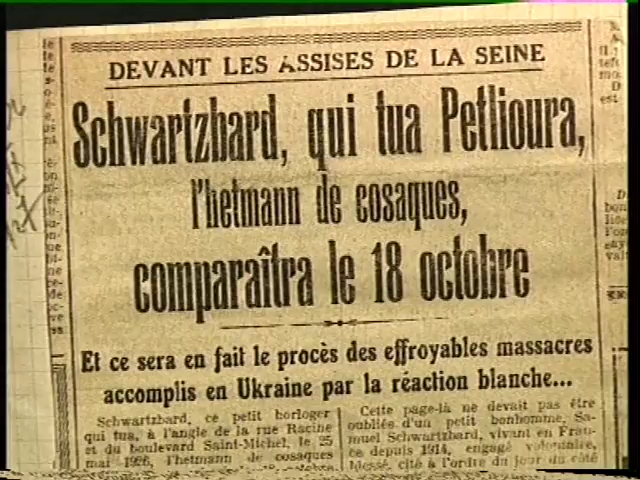 DEVANT LES ASSISES DE LA SEINE
Schwartzbard, qui tua Petlioura,
l'hetmann de cosaques,
comparaîtra le 18 octobre
Et ce sera en fait le procès des effroyables massacres
accomplis en Ukraine par la réaction blanche...
Schwartzbard, ce petit horloger
qui tua, à l'angle de la rue Racine
et du boulevard Saint-Michel, le 25
mai 1926, l'hetmann de cosaques
Cette page-là ne devait pas être
oubliée d'un petit bonhomme, Sa-
muel Schwartzbard, vivant en Fran-
ce depuis 1914, engagé volontaire,
blessé, cité à l'ordre du jour du côté